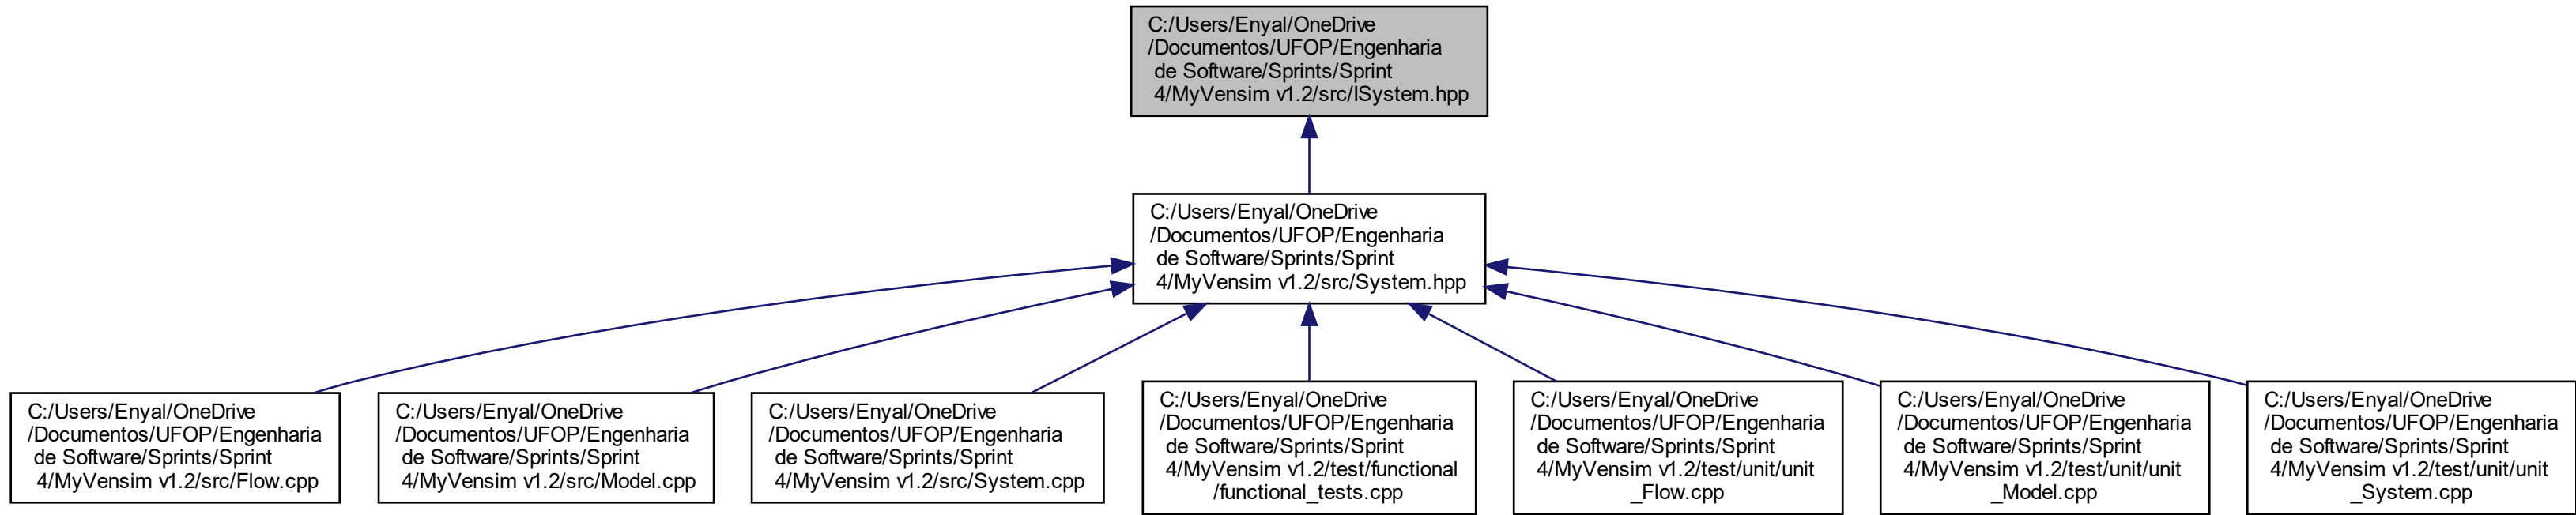 C:/Users/Enyal/OneDrive
/Documentos/UFOP/Engenharia
de Software/Sprints/Sprint
4/MyVensim v1.2/src/ISystem.hpp
C:/Users/Enyal/OneDrive
/Documentos/UFOP/Engenharia
de Software/Sprints/Sprint
4/MyVensim v1.2/src/System.hpp
C:/Users/Enyal/OneDrive
/Documentos/UFOP/Engenharia
de Software/Sprints/Sprint
4/MyVensim v1.2/src/Flow.cpp
C:/Users/Enyal/OneDrive
/Documentos/UFOP/Engenharia
de Software/Sprints/Sprint
4/MyVensim v1.2/src/Model.cpp
C:/Users/Enyal/OneDrive
/Documentos/UFOP/Engenharia
de Software/Sprints/Sprint
4/MyVensim v1.2/src/System.cpp
C:/Users/Enyal/OneDrive
/Documentos/UFOP/Engenharia
de Software/Sprints/Sprint
4/MyVensim v1.2/test/functional
/functional_tests.cpp
C:/Users/Enyal/OneDrive
/Documentos/UFOP/Engenharia
de Software/Sprints/Sprint
4/MyVensim v1.2/test/unit/unit
_Flow.cpp
C:/Users/Enyal/OneDrive
/Documentos/UFOP/Engenharia
de Software/Sprints/Sprint
4/MyVensim v1.2/test/unit/unit
_Model.cpp
C:/Users/Enyal/OneDrive
/Documentos/UFOP/Engenharia
de Software/Sprints/Sprint
4/MyVensim v1.2/test/unit/unit
_System.cpp